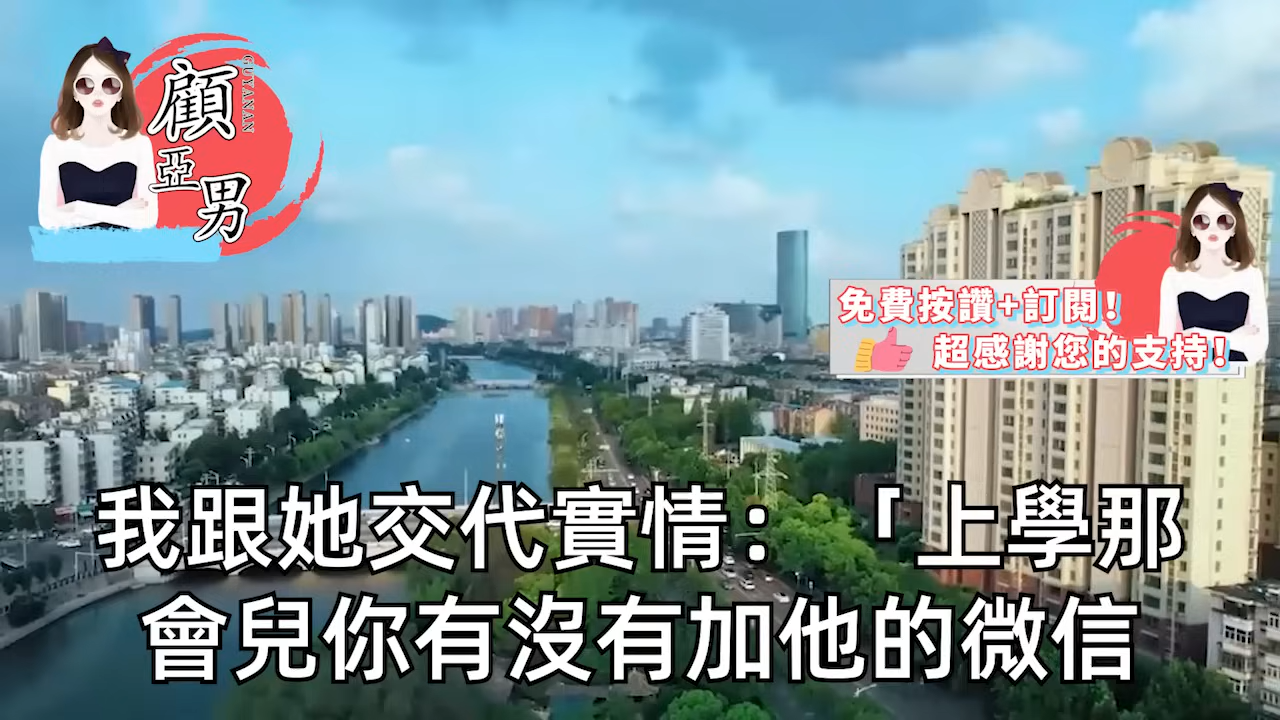 顧亞男
GUYANAN
免費按讚+訂閱!
超感謝您的支持!
我跟她交代實情：「上學那
會兒你有沒有加他的微信